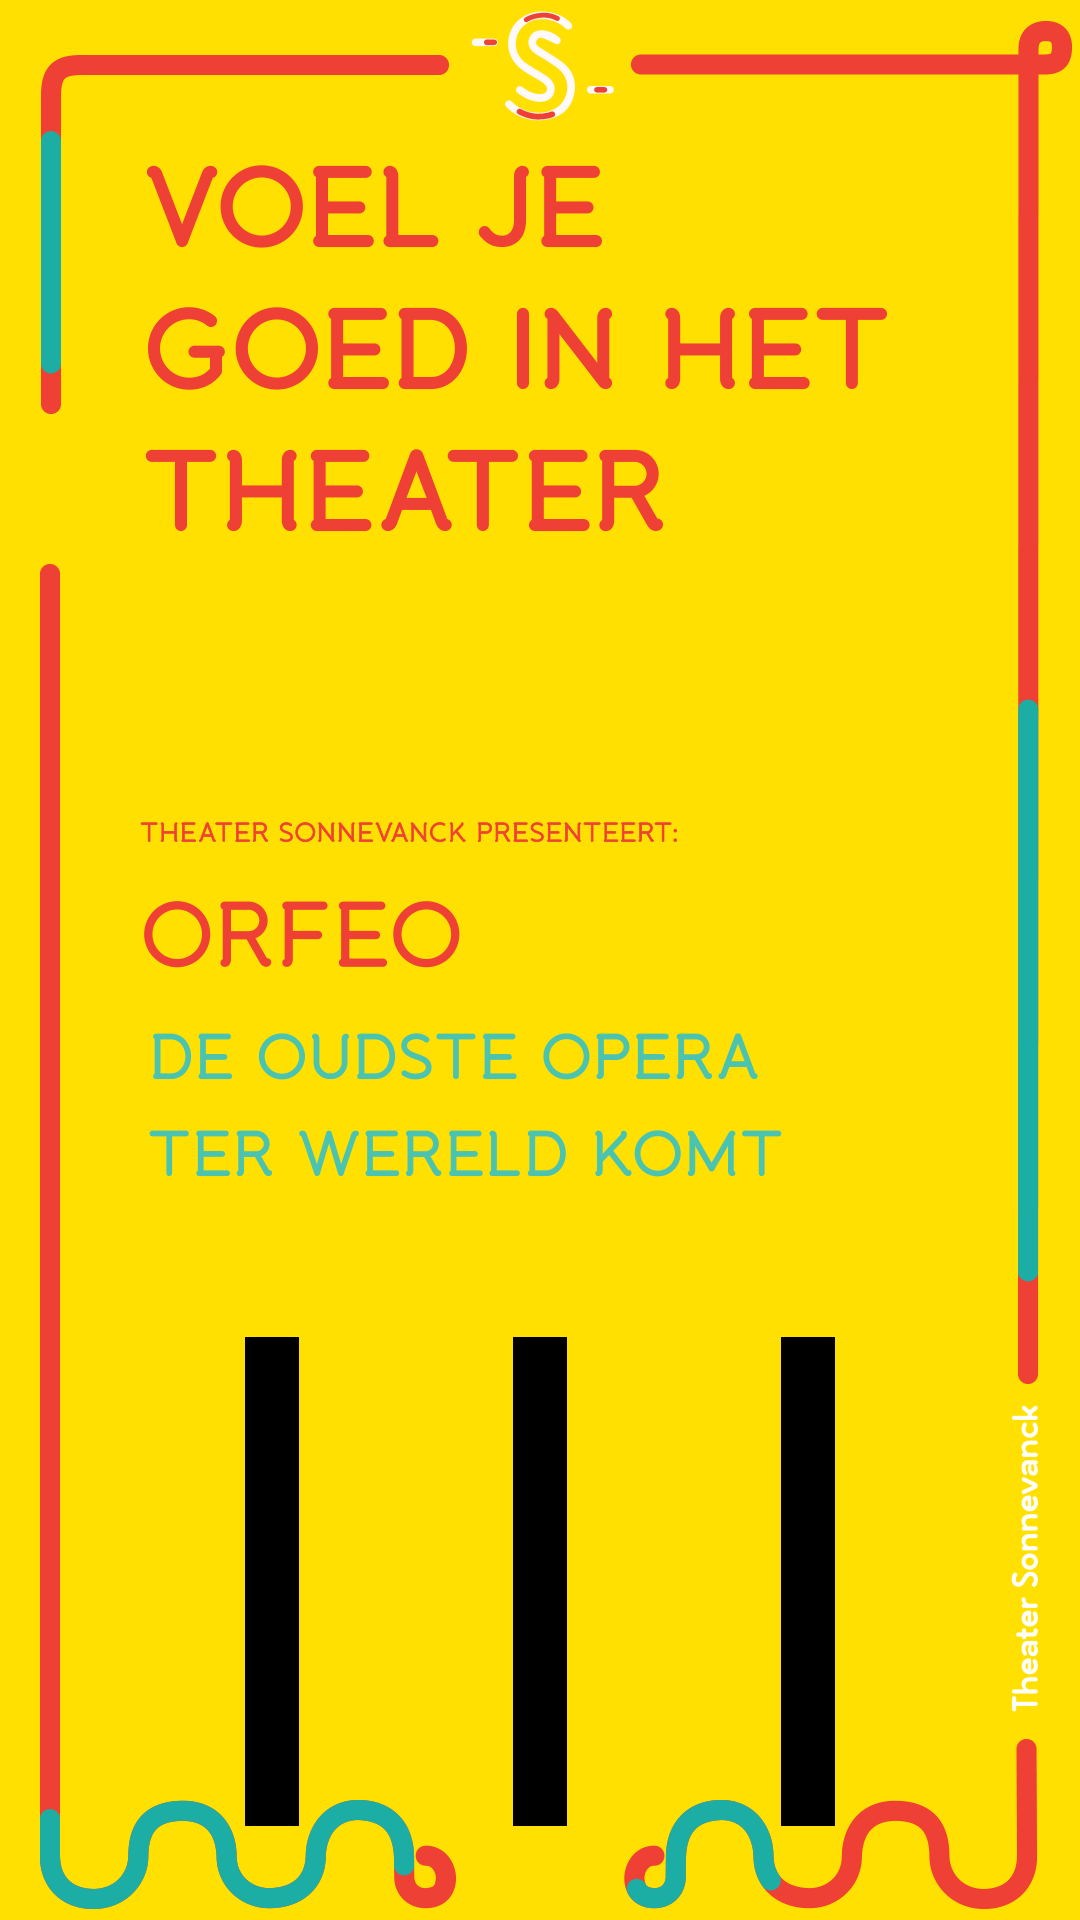 S
VOEL JE
GOED IN HET
THEATER
THEATER SONNEVANCK PRESENTEERT:
ORFEO
DE OUDSTE OPERA
TER WERELD KOMT
Theater Sonnevanck